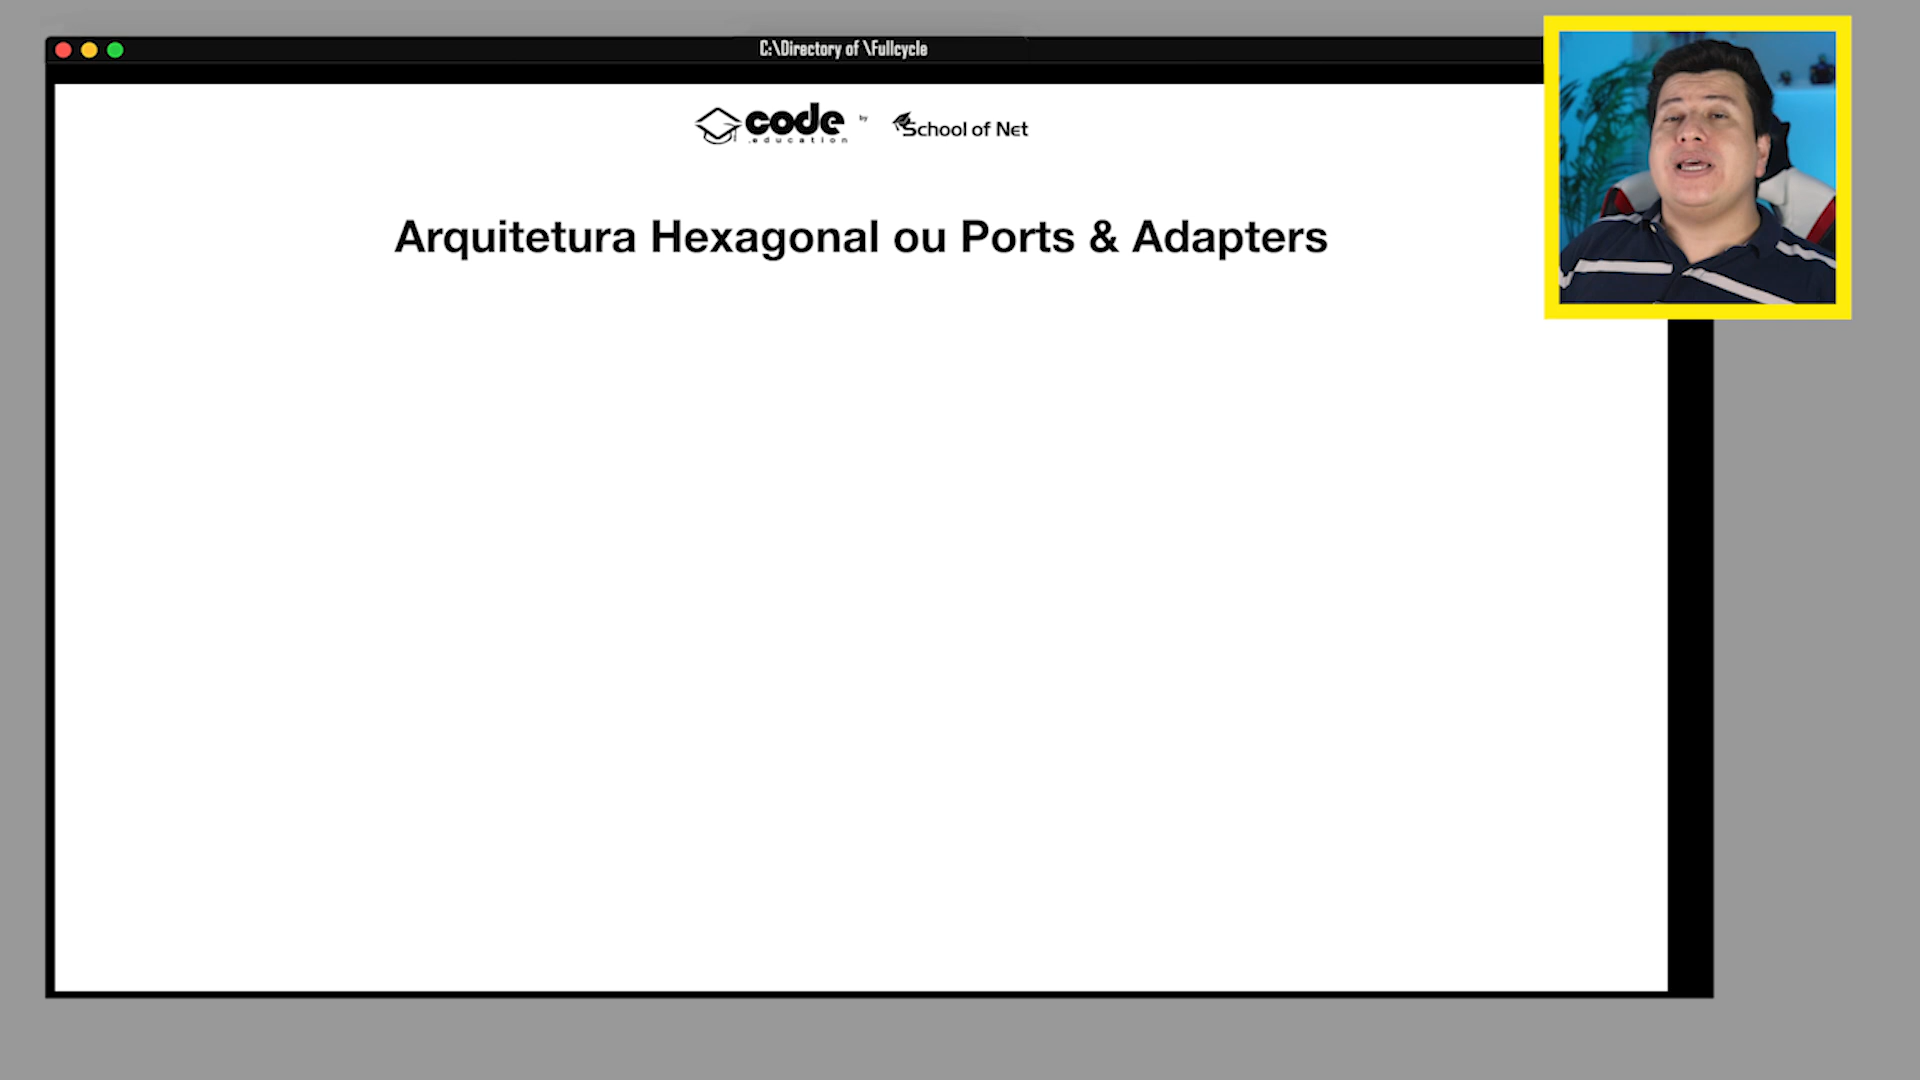 C:\Directory of \Fullcycle
code by School of Net
.education
Arquitetura Hexagonal ou Ports & Adapters